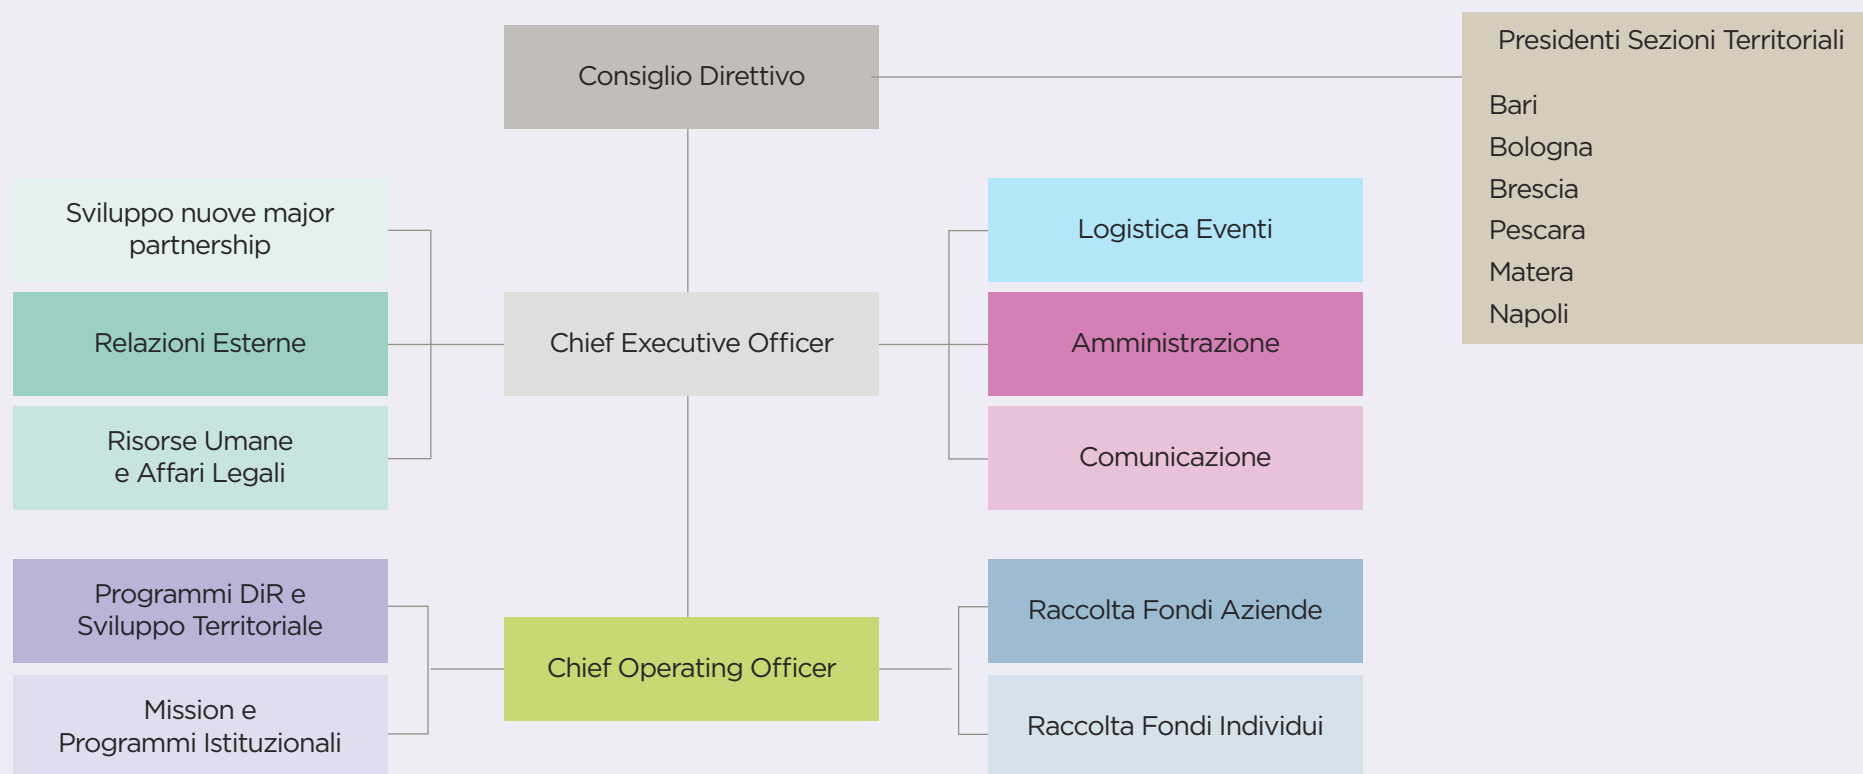 Consiglio Direttivo
Presidenti Sezioni Territoriali
Bari
Bologna
Brescia
Pescara
Matera
Napoli
Sviluppo nuove major
partnership
Relazioni Esterne
Risorse Umane
e Affari Legali
Chief Executive Officer
Logistica Eventi
Amministrazione
Comunicazione
Programmi DiR e
Sviluppo Territoriale
Mission e
Programmi Istituzionali
Chief Operating Officer
Raccolta Fondi Aziende
Raccolta Fondi Individui